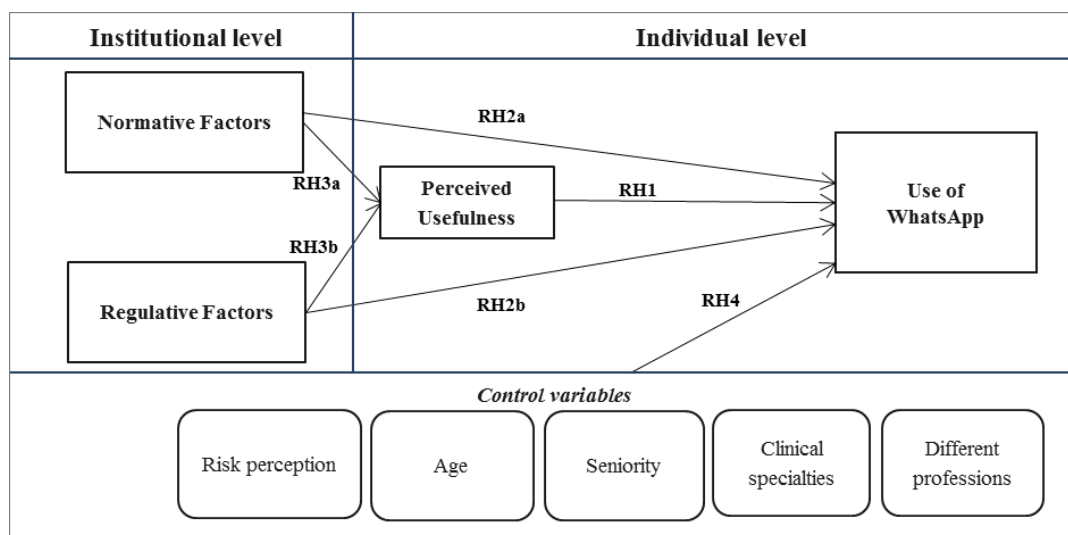 Institutional level
Individual level
Normative Factors
RH2a
RH3a
Perceived
Usefulness
RH1
Use of
WhatsApp
RH3b
Regulative Factors
RH2b
RH4
Control variables
Risk perception
Age
Seniority
Clinical
specialties
Different
professions